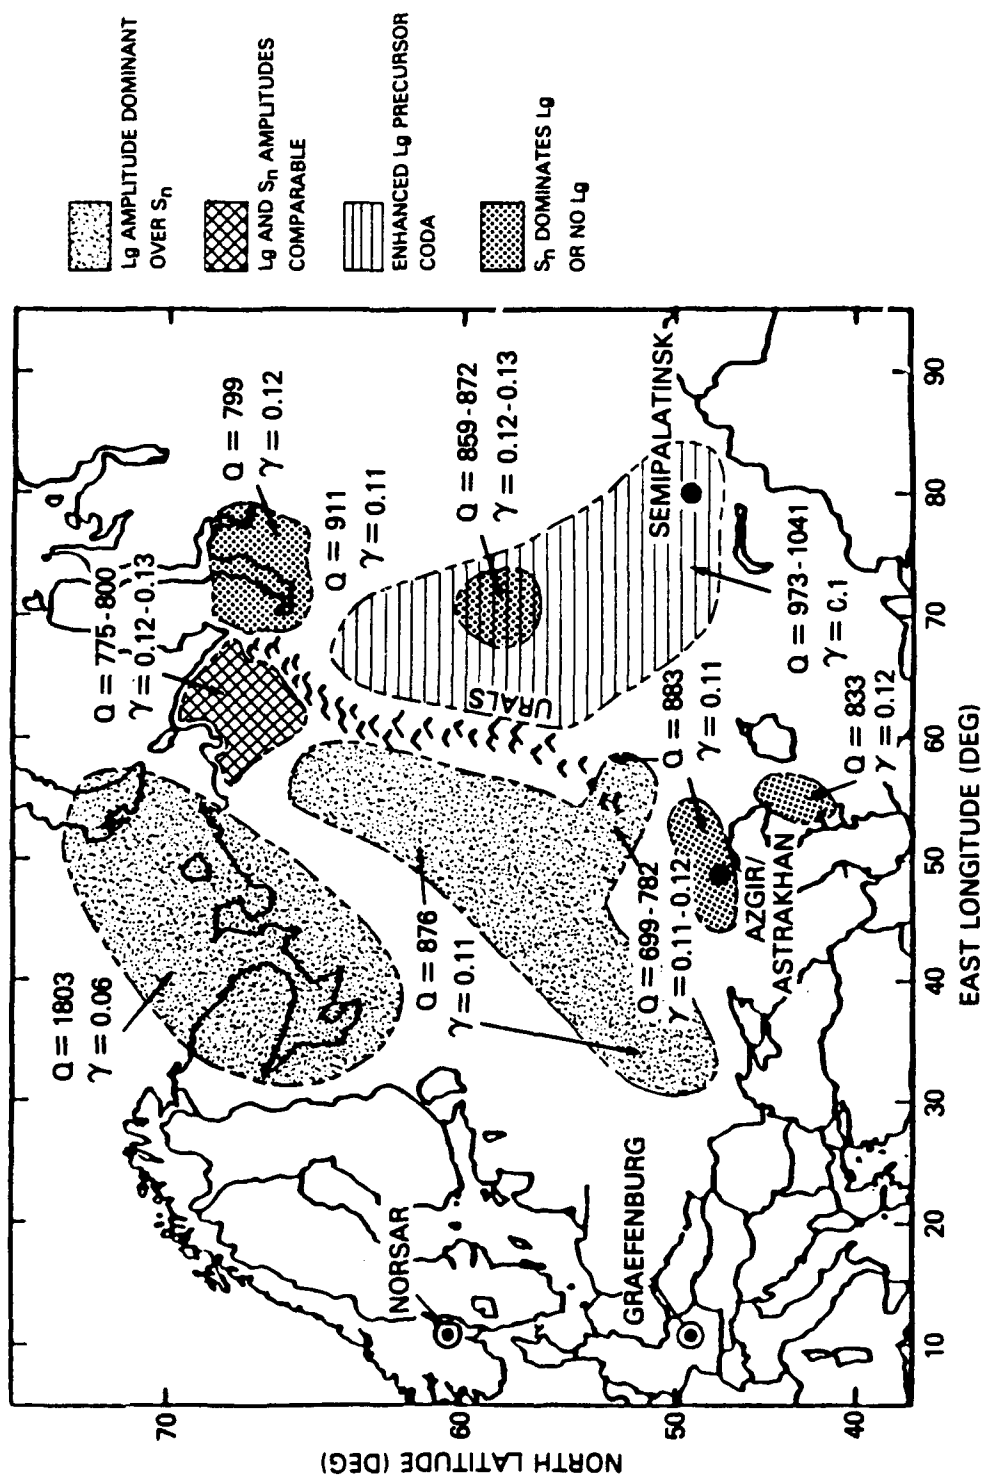 Lg AMPLITUDE DOMINANT
OVER Sn
Lg AND Sn AMPLITUDES
COMPARABLE
ENHANCED Lg PRECURSOR
CODA
Sn DOMINATES Lg
OR NO Lg
Q = 1803
γ = 0.06
Q = 775-800
γ = 0.12-0.13
Q = 799
γ = 0.12
Q = 911
γ = 0.11
Q = 876
γ = 0.11
Q = 859-872
γ = 0.12-0.13
URALS
SEMIPALATINSK
Q = 699-782
γ = 0.11-0.12
Q = 883
γ = 0.11
Q = 973-1041
γ = 0.1
Q = 833
γ = 0.12
AZGIR/
ASTRAKHAN
NORSAR
GRAEFENBURG
NORTH LATITUDE (DEG)
70
60
50
40
10
20
30
40
50
60
70
80
90
EAST LONGITUDE (DEG)